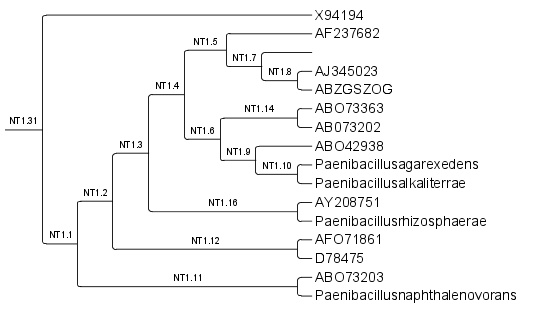 X94194
AF237682
NT1.5
NT1.7
NT1.8
AJ345023
NT1.4
ABZGSZOG
NT1.14
ABO73363
NT1.31
NT1.6
AB073202
NT1.3
NT1.9
ABO42938
NT1.10
Paenibacillusagarexedens
Paenibacillusalkaliterrae
NT1.2
NT1.16
AY208751
Paenibacillusrhizosphaerae
NT1.1
NT1.12
AFO71861
D78475
NT1.11
ABO73203
Paenibacillusnaphthalenovorans